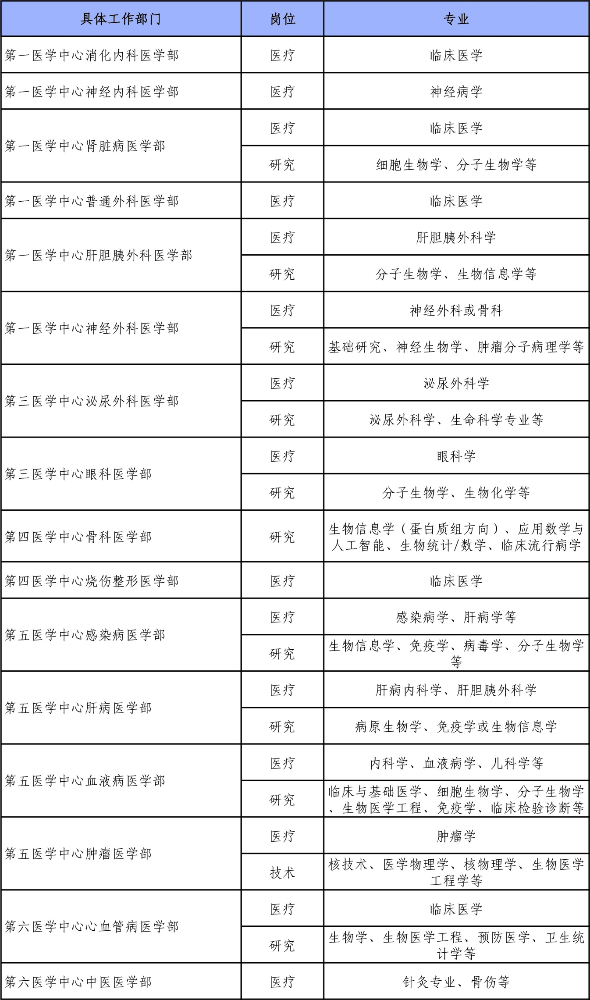 具体工作部门 岗位 专业
第一医学中心消化内科医学部 医疗 临床医学
第一医学中心神经内科医学部 医疗 神经病学
第一医学中心肾脏病医学部 医疗 临床医学
研究 细胞生物学、分子生物学等
第一医学中心普通外科医学部 医疗 临床医学
第一医学中心肝胆胰外科医学部 医疗 肝胆胰外科学
研究 分子生物学、生物信息学等
第一医学中心神经外科医学部 医疗 神经外科或骨科
研究 基础研究、神经生物学、肿瘤分子病理学等
第三医学中心泌尿外科医学部 医疗 泌尿外科学
研究 泌尿外科学、生命科学专业等
第三医学中心眼科医学部 医疗 眼科学
研究 分子生物学、生物化学等
第四医学中心骨科医学部 研究 生物信息学（蛋白质组方向）、应用数学与
人工智能、生物统计/数学、临床流行病学
第四医学中心烧伤整形医学部 医疗 临床医学
第五医学中心感染病医学部 医疗 感染病学、肝病学等
研究 生物信息学、免疫学、病毒学、分子生物学
等
第五医学中心肝病医学部 医疗 肝病内科学、肝胆胰外科学
研究 病原生物学、免疫学或生物信息学
第五医学中心血液病医学部 医疗 内科学、血液病学、儿科学等
研究 临床与基础医学、细胞生物学、分子生物学
、生物医学工程、免疫学、临床检验诊断等
第五医学中心肿瘤医学部 医疗 肿瘤学
技术 核技术、医学物理学、核物理学、生物医学
工程学等
第六医学中心心血管病医学部 医疗 临床医学
研究 生物学、生物医学工程、预防医学、卫生统
计学等
第六医学中心中医医学部 医疗 针灸专业、骨伤等